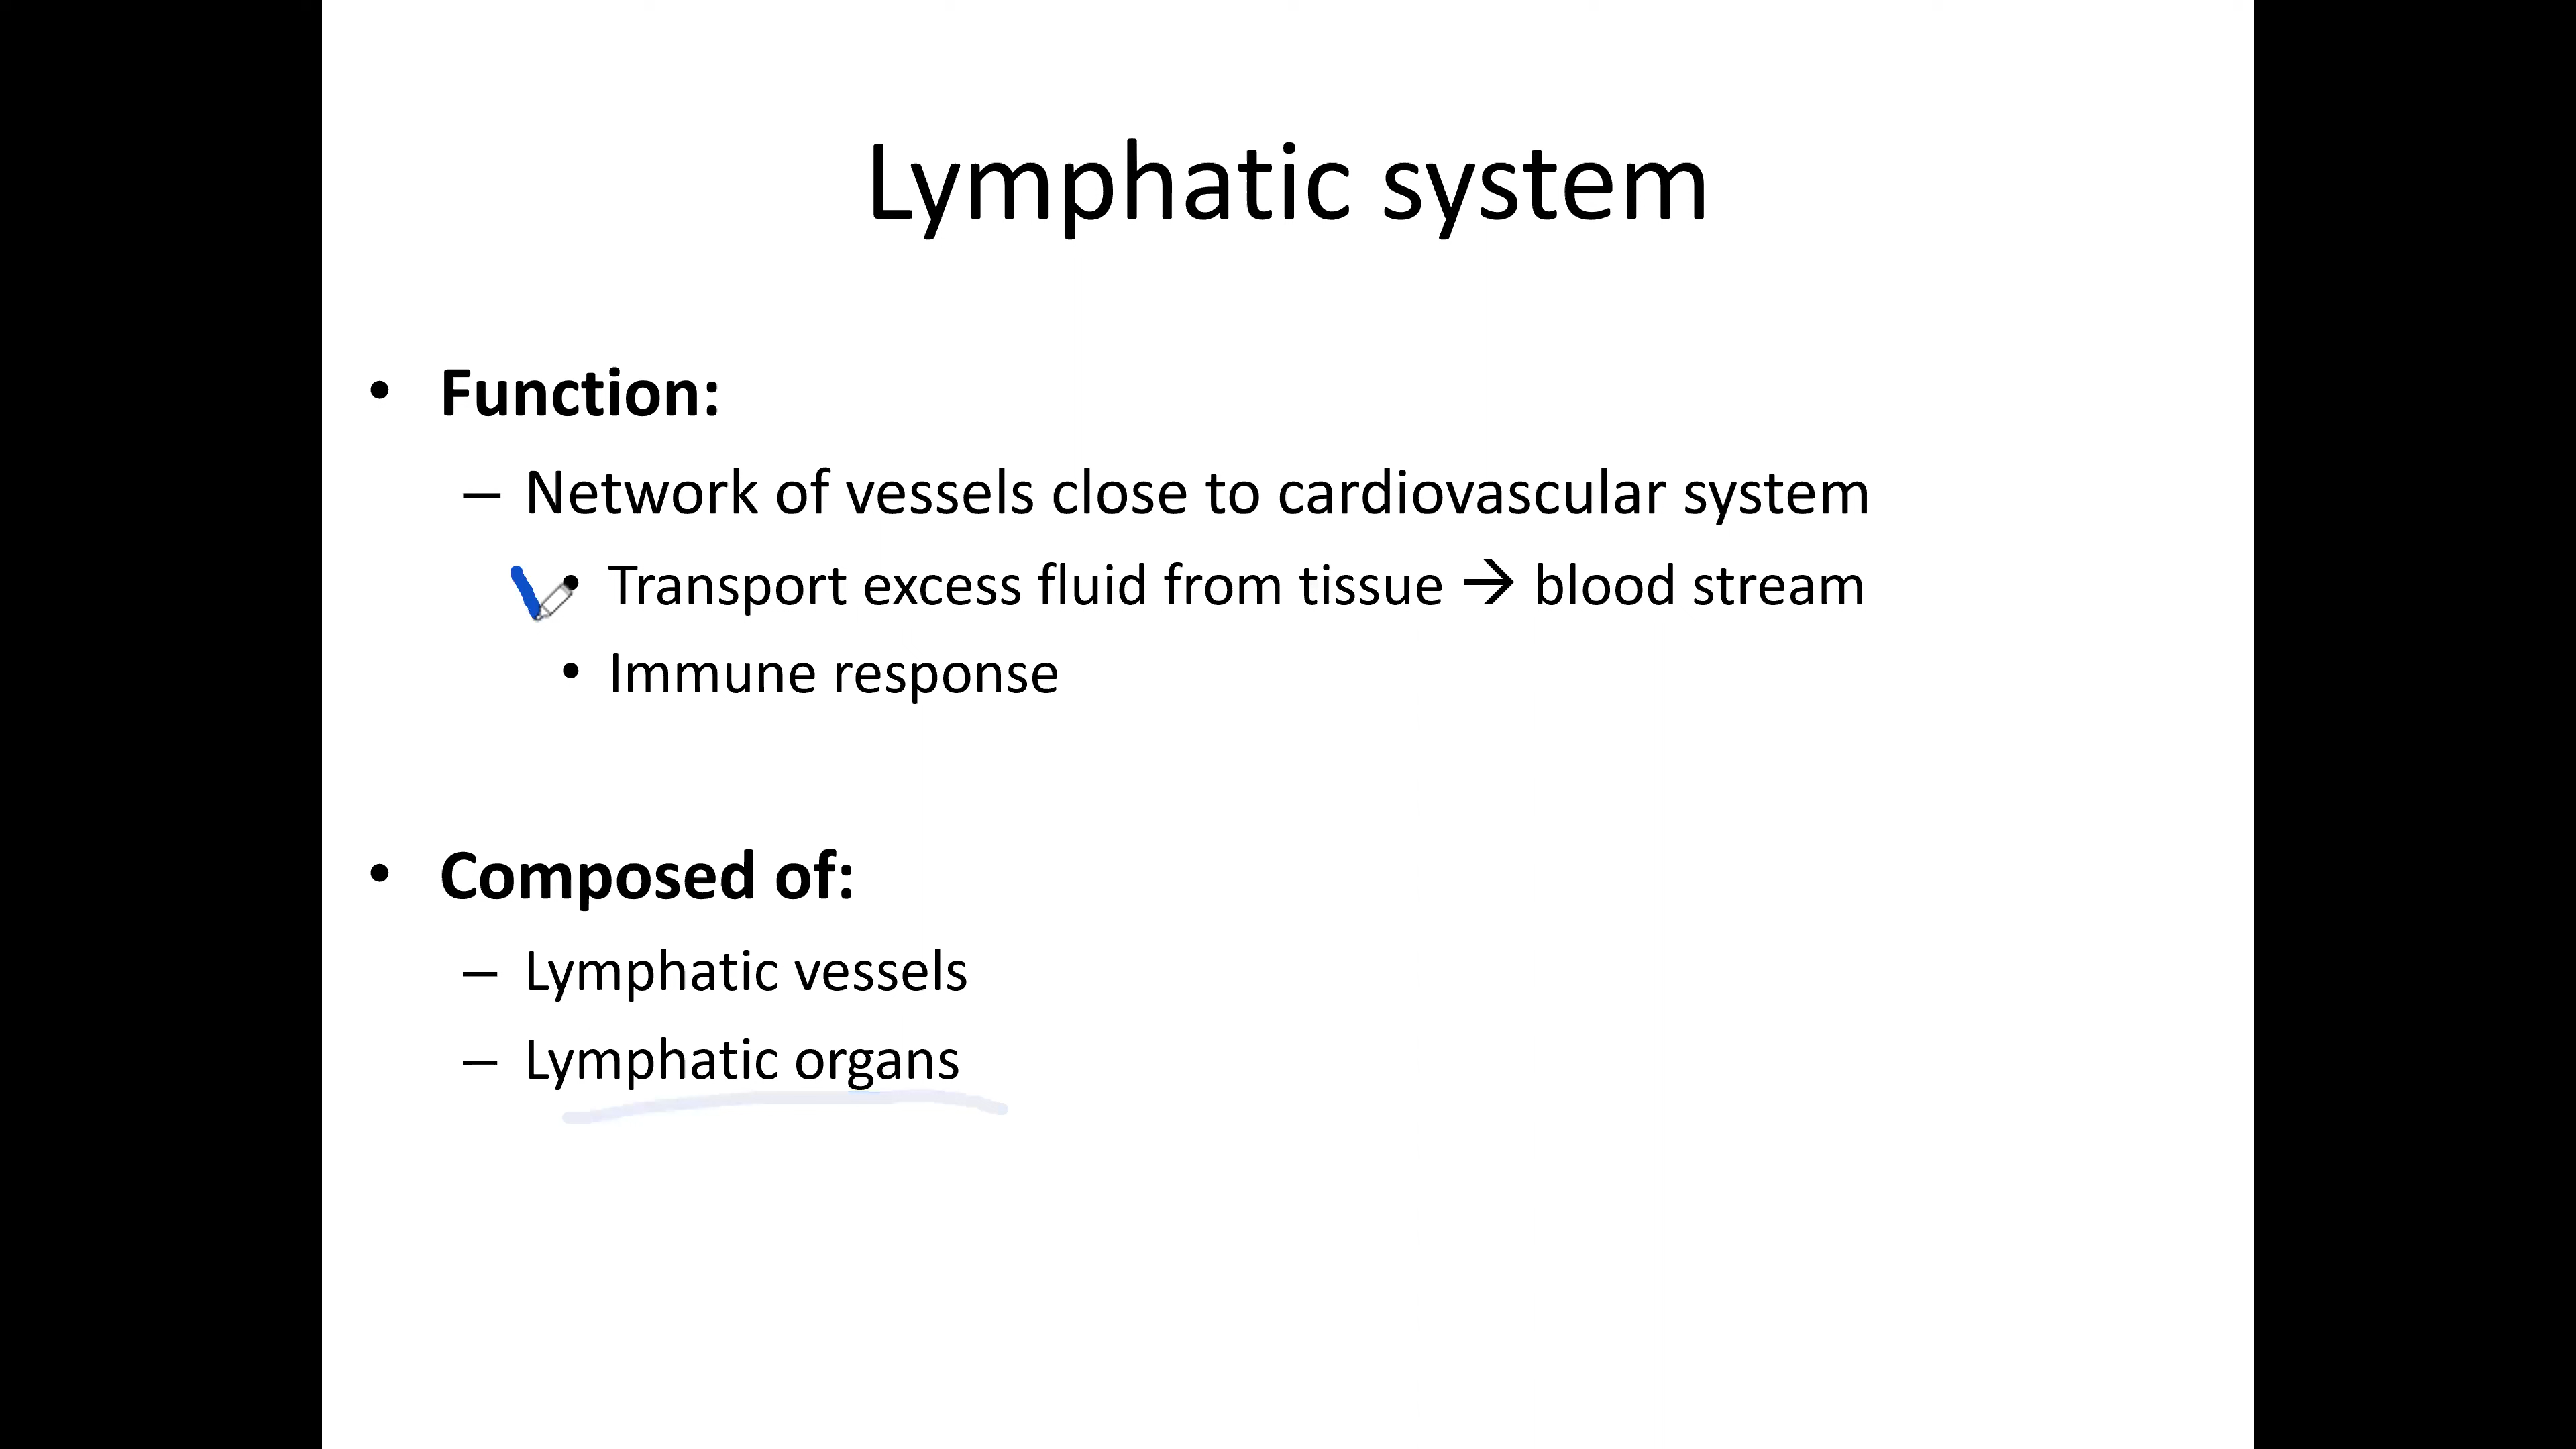 Lymphatic system
• Function:
– Network of vessels close to cardiovascular system
• Transport excess fluid from tissue → blood stream
• Immune response
• Composed of:
– Lymphatic vessels
– Lymphatic organs